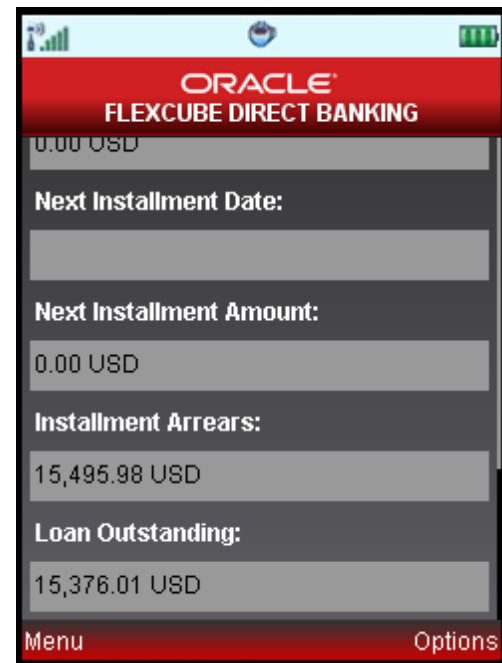 ORACLE
FLEXCUBE DIRECT BANKING
0.00 USD
Next Installment Date:
Next Installment Amount:
0.00 USD
Installment Arrears:
15,495.98 USD
Loan Outstanding:
15,376.01 USD
Menu Options